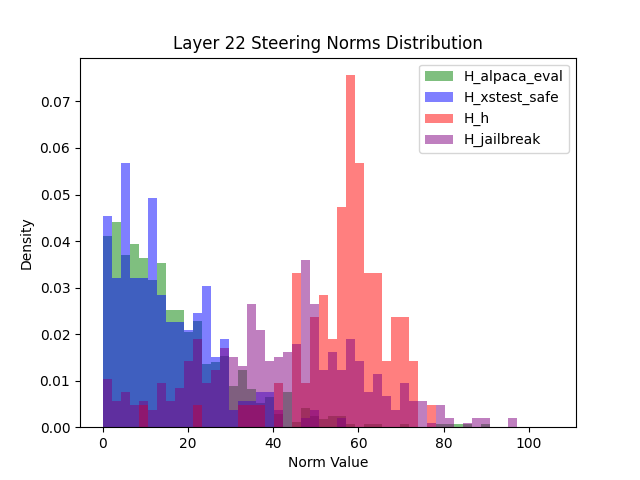 Layer 22 Steering Norms Distribution
H_alpaca_eval
H_xstest_safe
H_h
H_jailbreak
Density
0.07
0.06
0.05
0.04
0.03
0.02
0.01
0.00
0 20 40 60 80 100
Norm Value